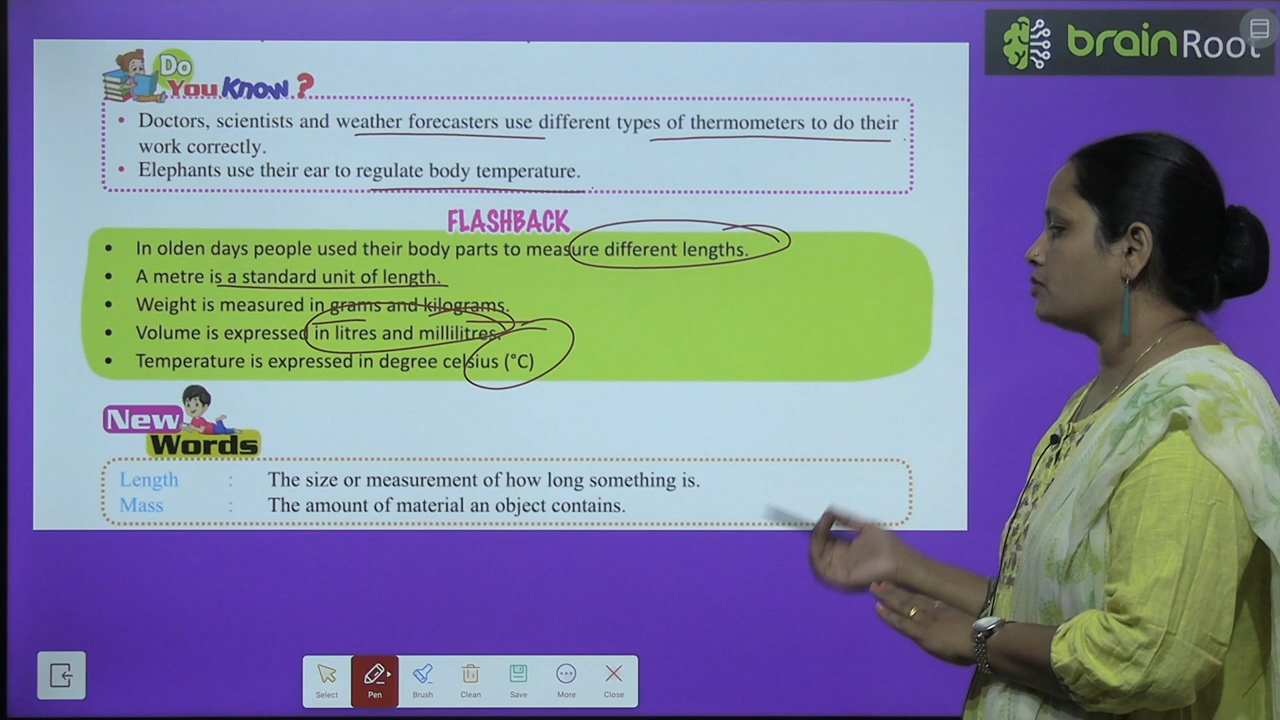 brainRoot
Do
You Know ?
• Doctors, scientists and weather forecasters use different types of thermometers to do their
work correctly.
• Elephants use their ear to regulate body temperature.
FLASHBACK
• In olden days people used their body parts to measure different lengths.
• A metre is a standard unit of length.
• Weight is measured in grams and kilograms.
• Volume is expressed in litres and millilitres.
• Temperature is expressed in degree celsius (°C)
New
Words
Length : The size or measurement of how long something is.
Mass : The amount of material an object contains.
Select Pen Brush Clean Save More Close